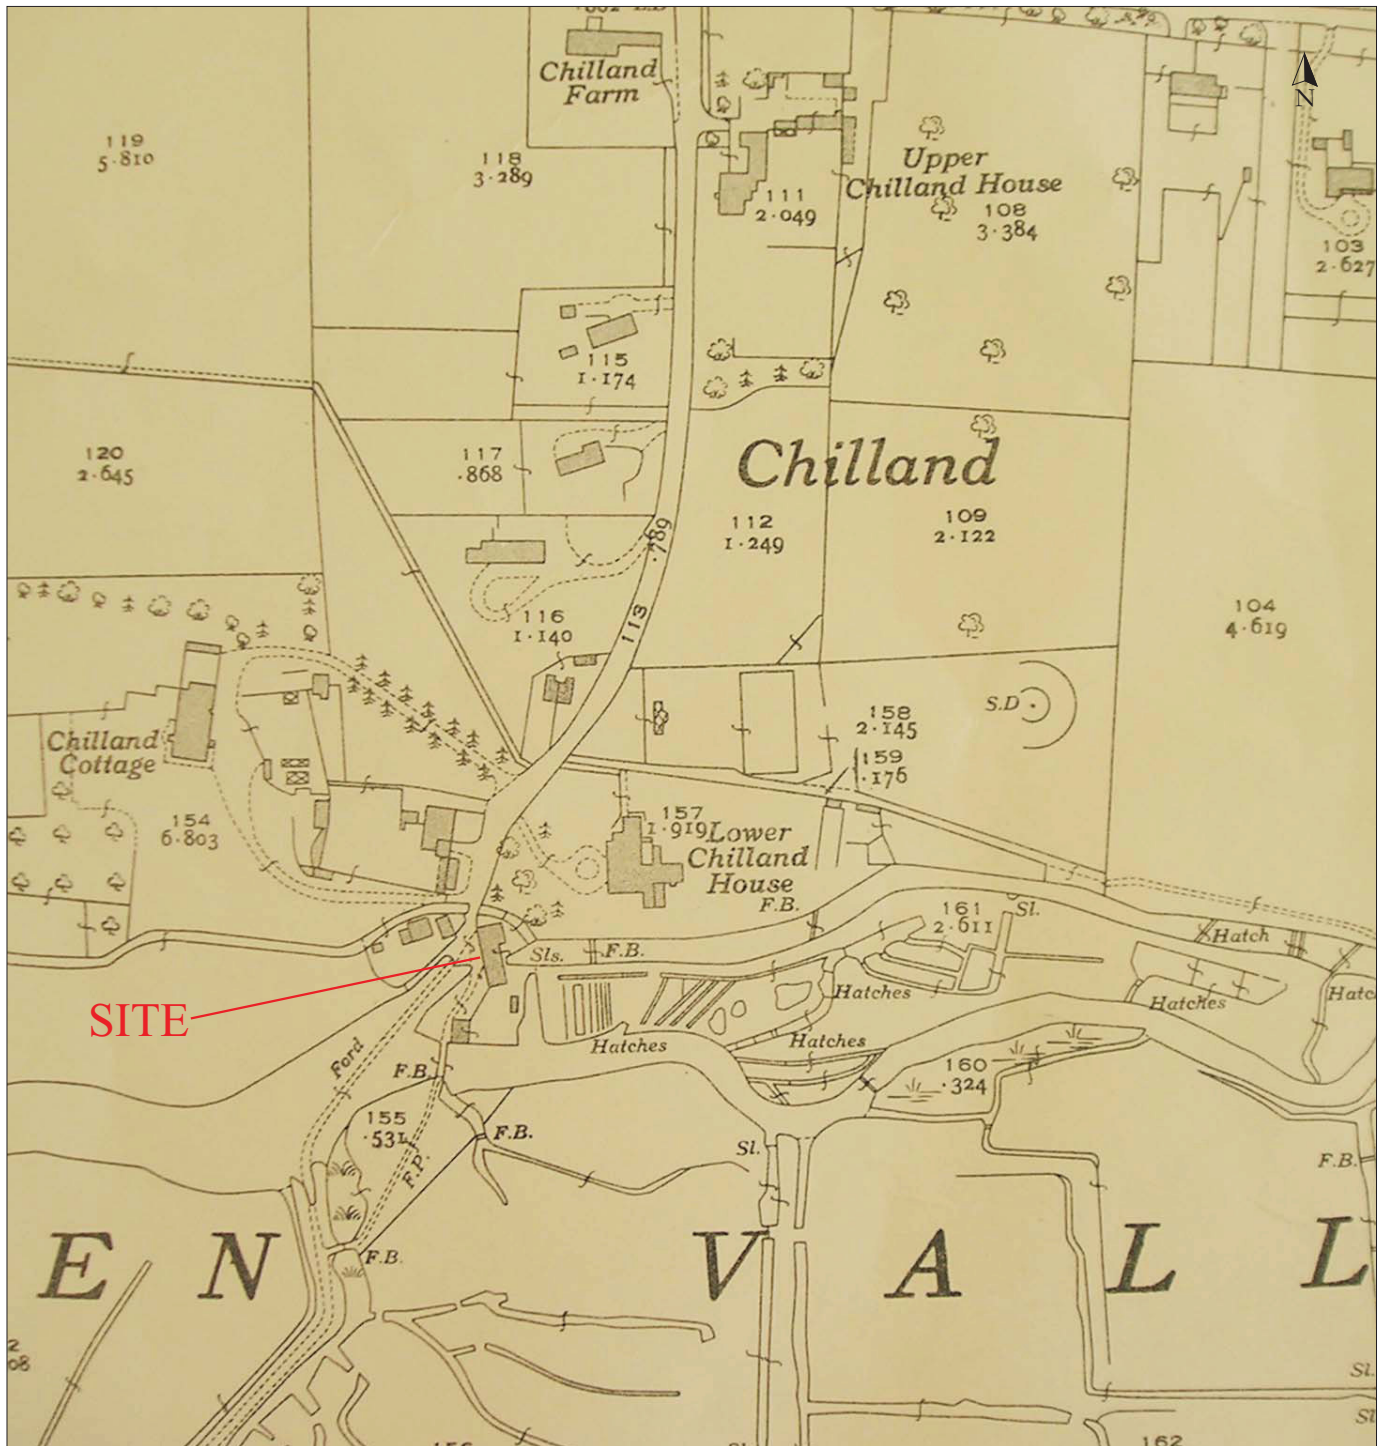 Chilland
Farm
N
119
5·810
118
3·289
Upper
Chilland House
111
2·049
108
3·384
103
2·627
115
1·174
Chilland
120
2·645
117
·868
112
1·249
109
2·122
·789
113
116
1·140
104
4·619
S.D
158
2·145
Chilland
Cottage
159
·176
154
6·803
157
1·919
Lower
Chilland
House
F.B.
161
2·611
Sl.
Hatch
Sls.
F.B.
Hatches
Hatches
Hatc
SITE
Hatches
Hatches
Ford
F.B.
160
·324
155
·531
F.B.
F.P.
Sl.
F.B.
F.B.
E N V A L L
2
08
Sl.
Sl
162